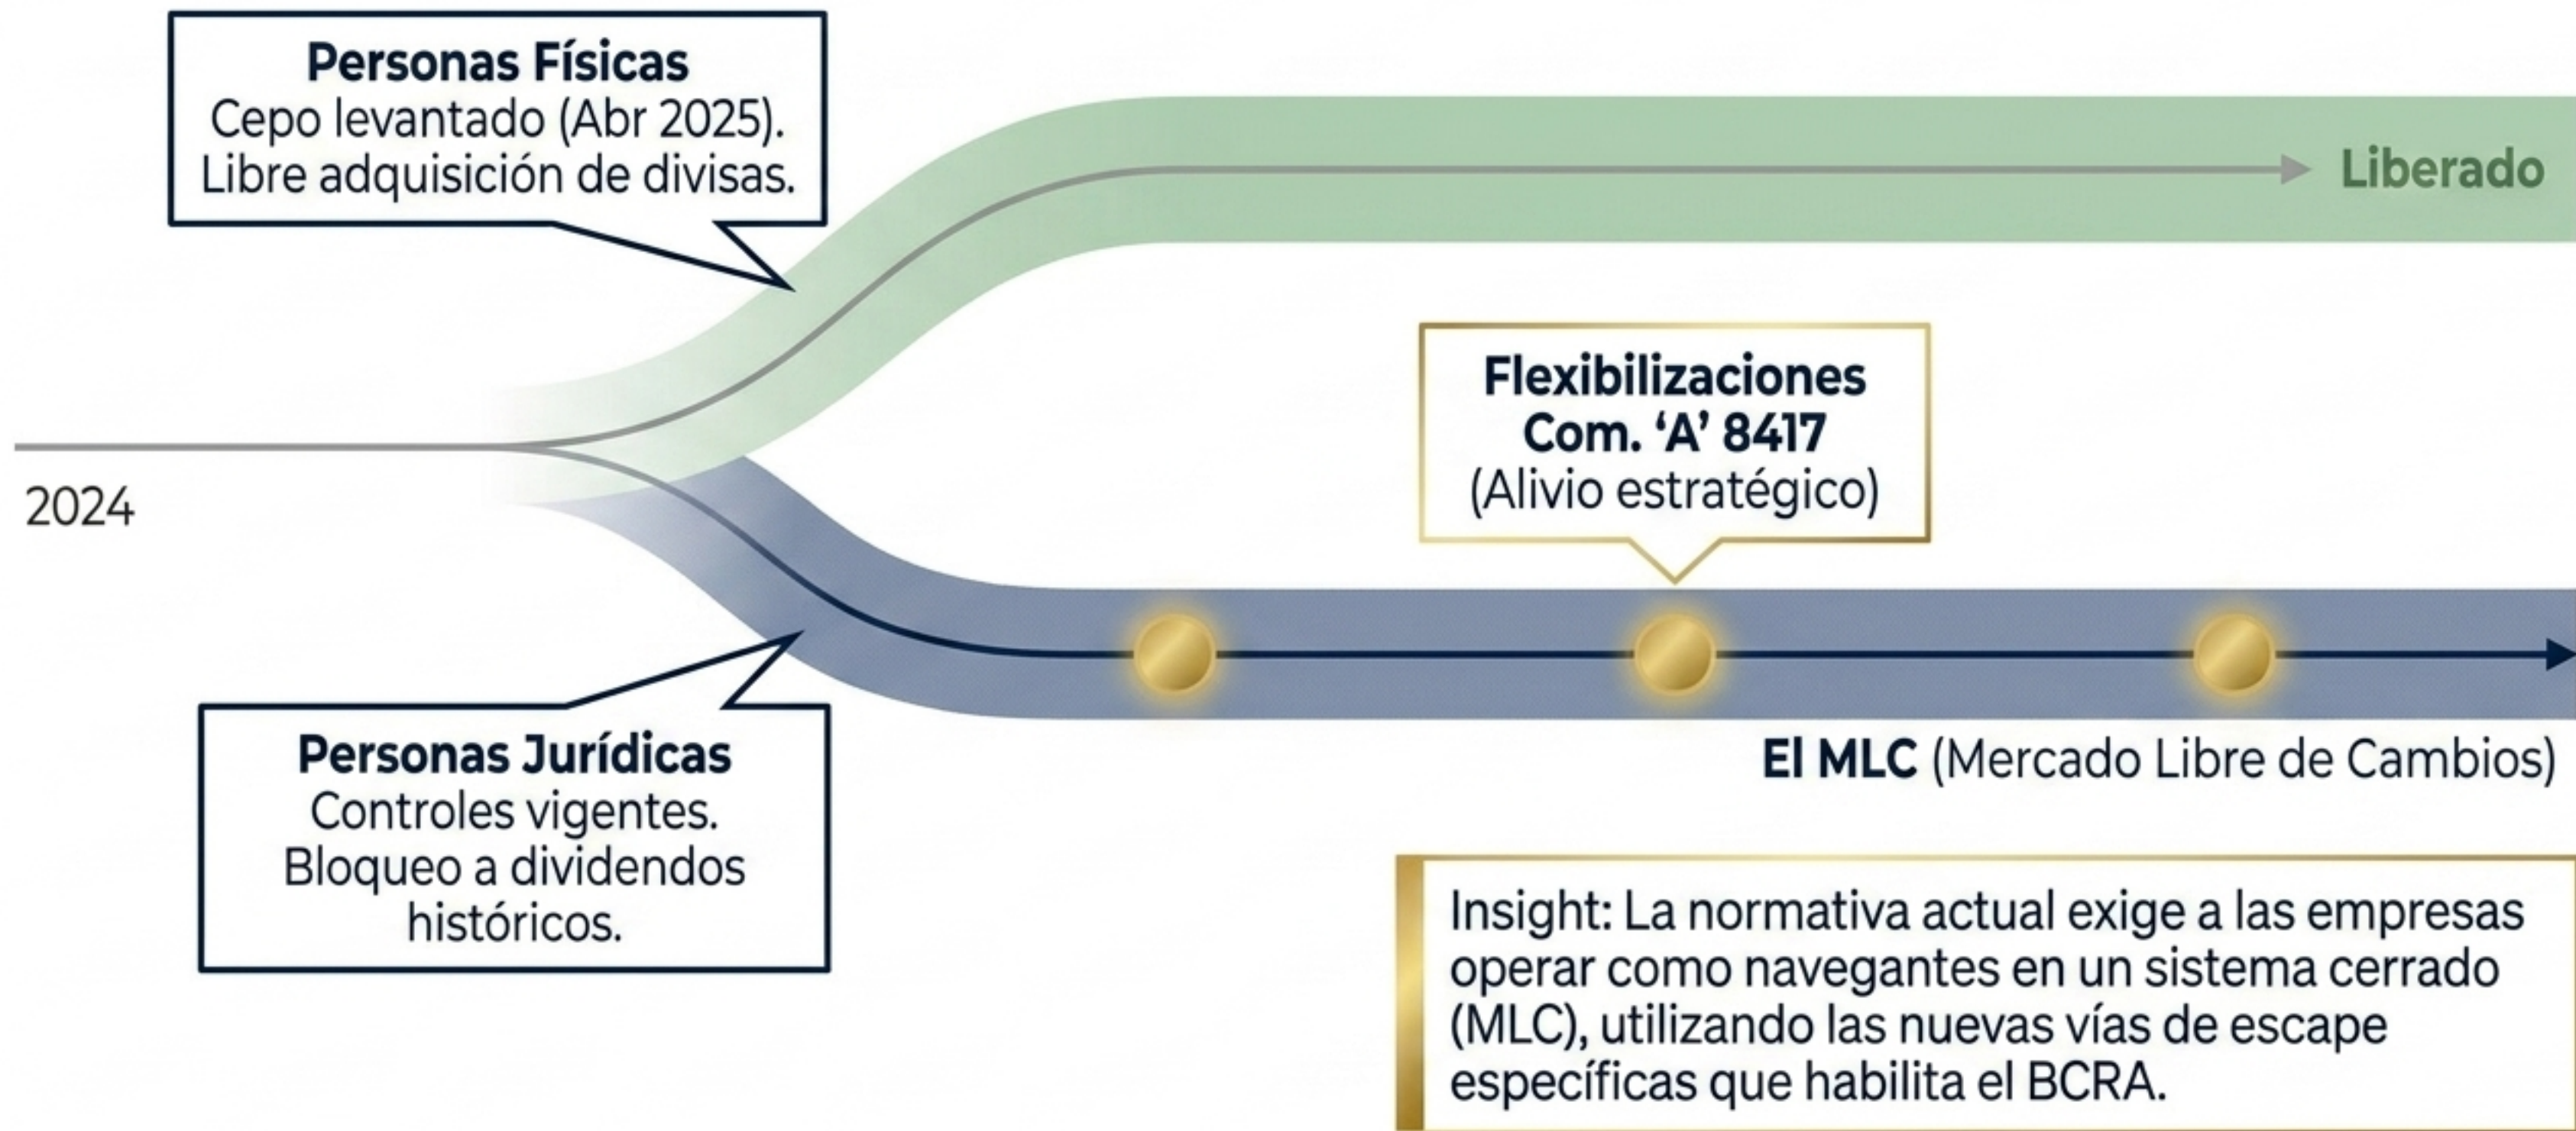 Personas Físicas
Cepo levantado (Abr 2025).
Libre adquisición de divisas.
Liberado
Flexibilizaciones
Com. ‘A’ 8417
(Alivio estratégico)
2024
Personas Jurídicas
Controles vigentes.
Bloqueo a dividendos
históricos.
El MLC (Mercado Libre de Cambios)
Insight: La normativa actual exige a las empresas
operar como navegantes en un sistema cerrado
(MLC), utilizando las nuevas vías de escape
específicas que habilita el BCRA.